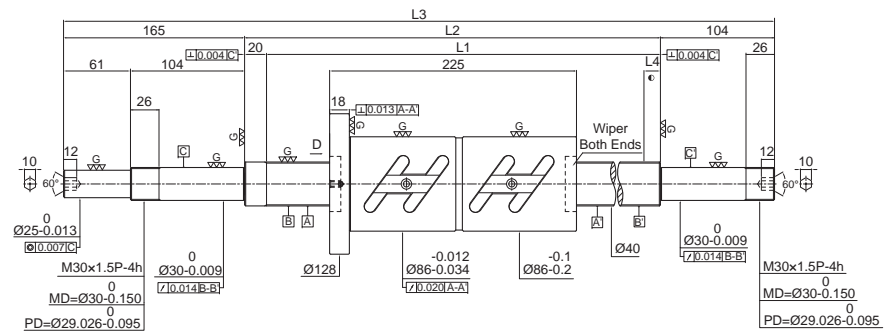 L3
165
L2
104
⊥ 0.004 C'
20
L1
⊥ 0.004 C'
26
61
104
225
L4
26
18
⊥ 0.013 A-A'
G
G
G
Wiper
Both Ends
12
G
C
G
G
D
G
G
C'
G
12
10
60°
10
60°
B
A
A'
B'
0
Ø25-0.013
◎ 0.007 C
0
Ø30-0.009
↗ 0.014 B-B'
Ø128
-0.012
Ø86-0.034
↗ 0.020 A-A'
-0.1
Ø86-0.2
Ø40
0
Ø30-0.009
↗ 0.014 B-B'
M30×1.5P-4h
0
MD=Ø30-0.150
0
PD=Ø29.026-0.095
M30×1.5P-4h
0
MD=Ø30-0.150
0
PD=Ø29.026-0.095